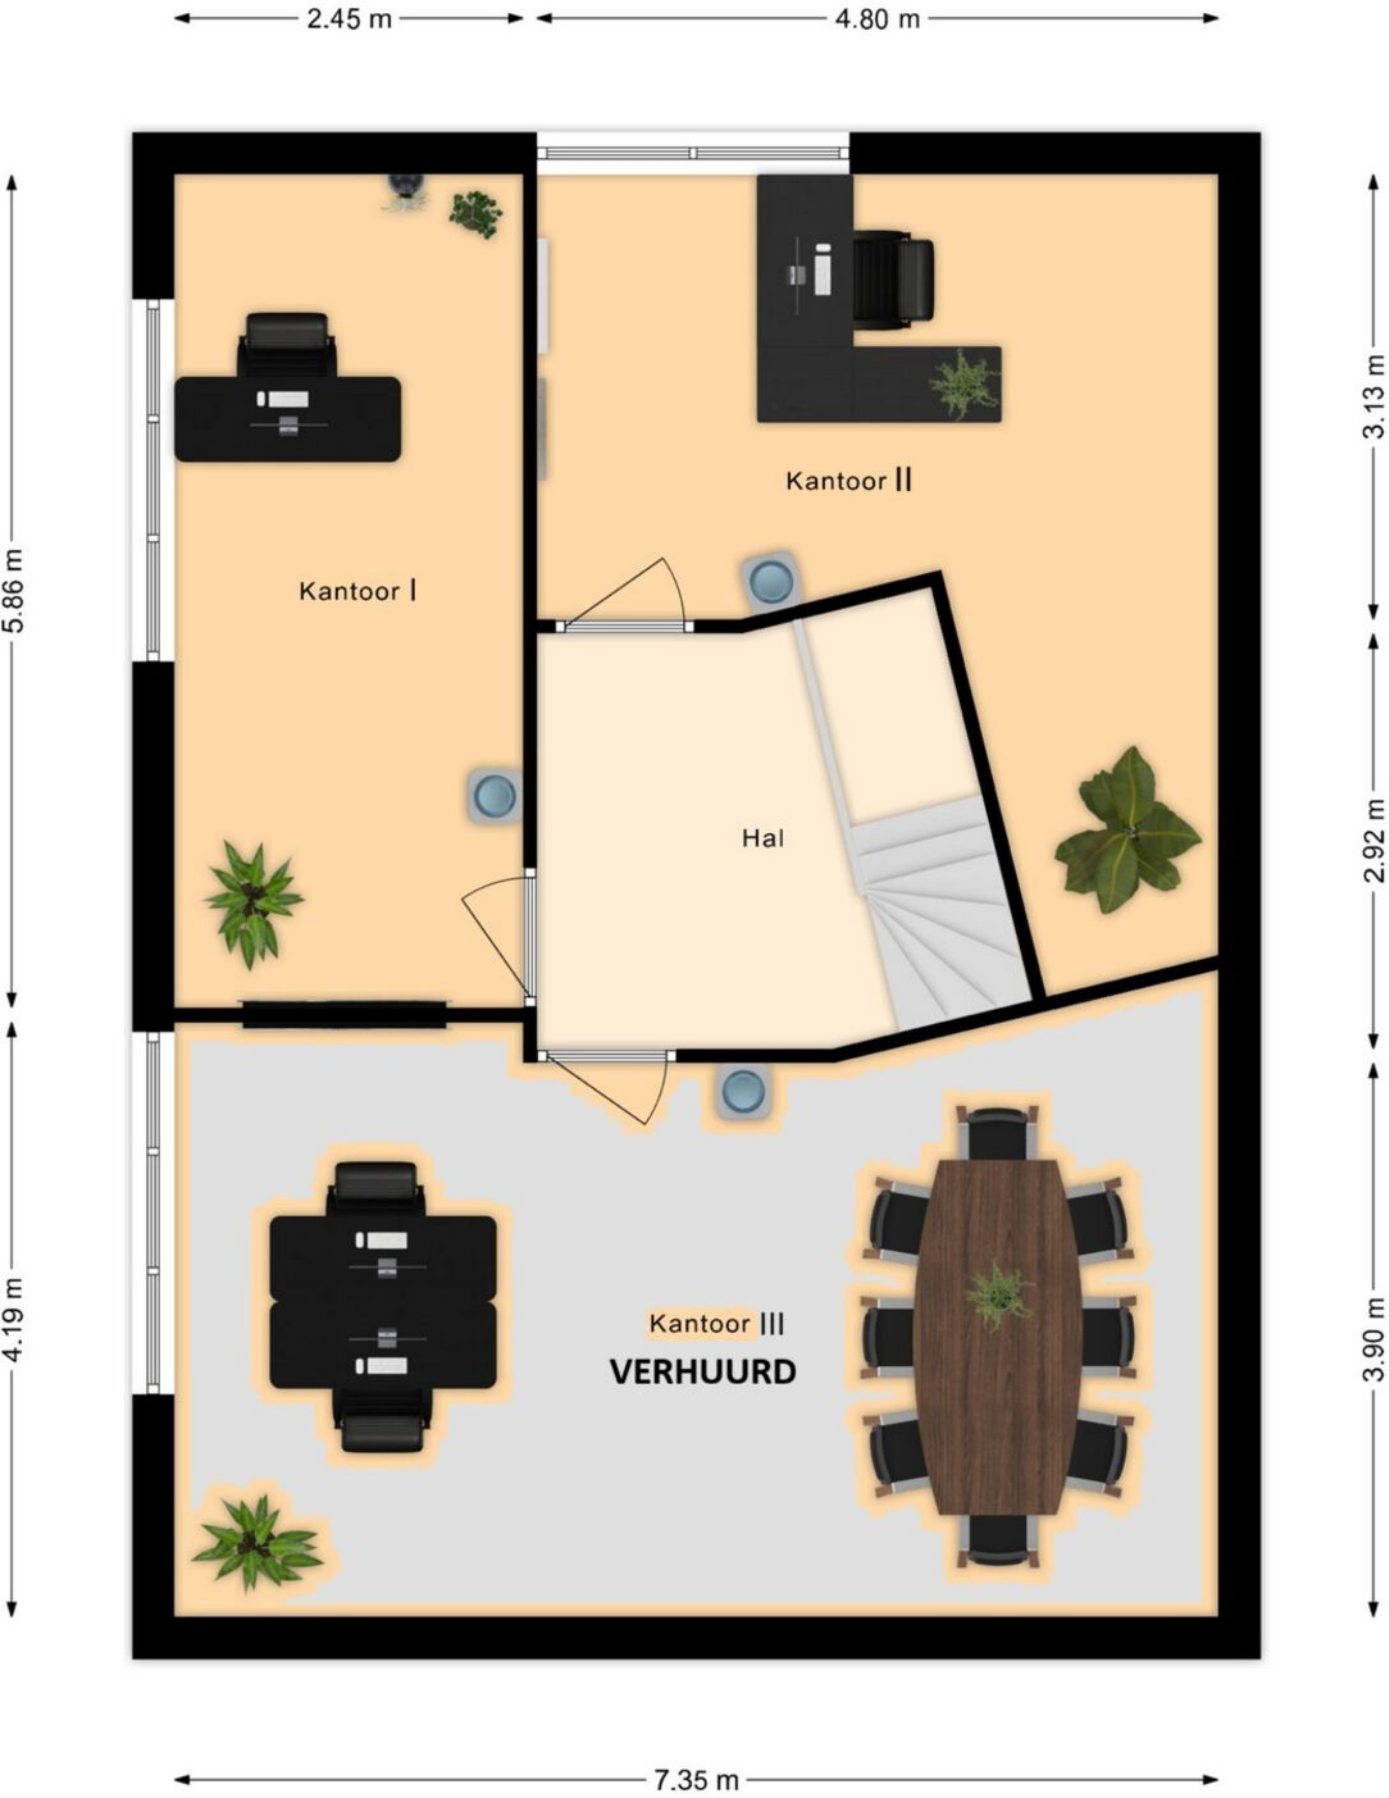 2.45 m
4.80 m
5.86 m
3.13 m
Kantoor II
Kantoor I
Hal
2.92 m
4.19 m
Kantoor III
VERHUURD
3.90 m
7.35 m